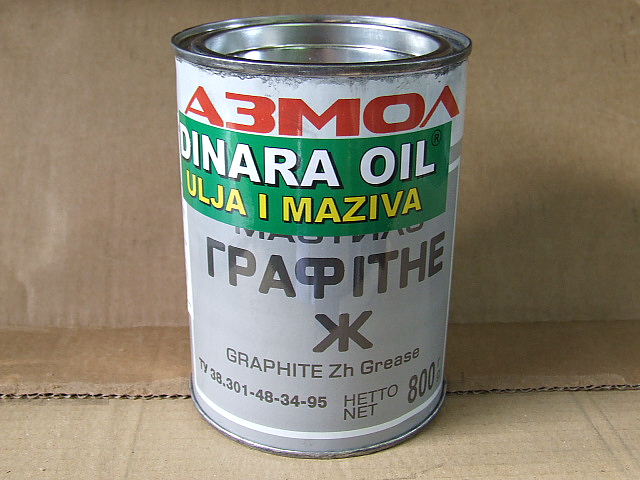 АЗМОЛ
DINARA OIL®
ULJA I MAZIVA
ГРАФІТНЕ
Ж
GRAPHITE Zh Grease
ТУ 38.301-48-34-95
НЕТТО
NET
800